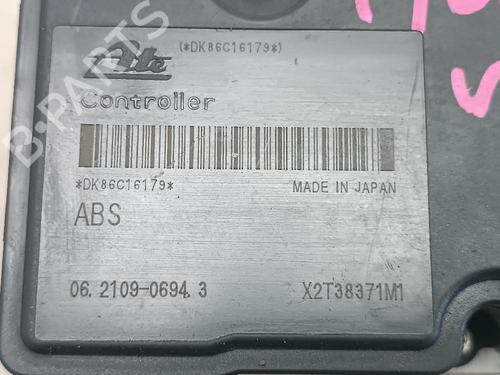 (*DK86C16179*)
Ate
Controller
*DK86C16179*
MADE IN JAPAN
ABS
06.2109-0694.3
X2T38371M1
B-PARTS